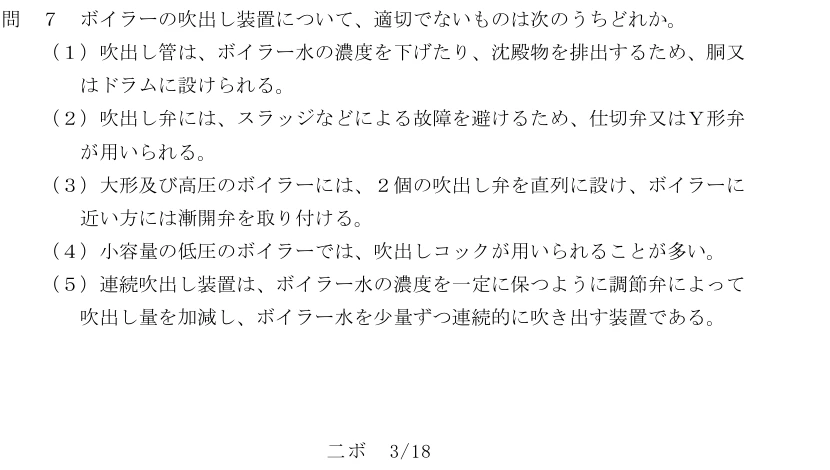 問　７　ボイラーの吹出し装置について、適切でないものは次のうちどれか。
（１）吹出し管は、ボイラー水の濃度を下げたり、沈殿物を排出するため、胴又
はドラムに設けられる。
（２）吹出し弁には、スラッジなどによる故障を避けるため、仕切弁又はＹ形弁
が用いられる。
（３）大形及び高圧のボイラーには、２個の吹出し弁を直列に設け、ボイラーに
近い方には漸開弁を取り付ける。
（４）小容量の低圧のボイラーでは、吹出しコックが用いられることが多い。
（５）連続吹出し装置は、ボイラー水の濃度を一定に保つように調節弁によって
吹出し量を加減し、ボイラー水を少量ずつ連続的に吹き出す装置である。
二ボ　3/18